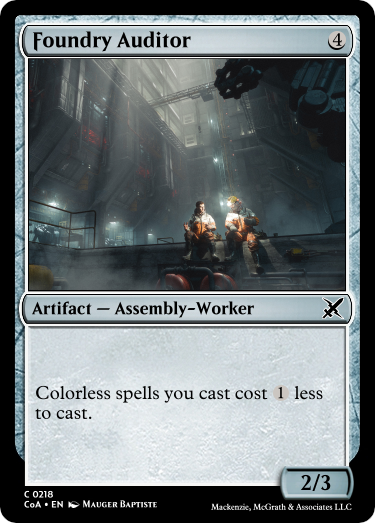 Foundry Auditor 4
Artifact — Assembly-Worker
Colorless spells you cast cost 1 less
to cast.
2/3
C 0218
CoA • EN Mauger Baptiste
Mackenzie, McGrath & Associates LLC